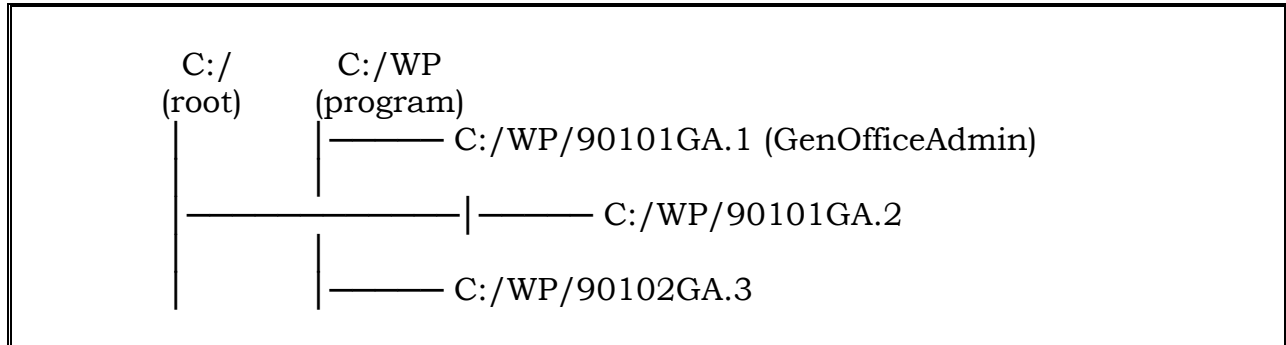 C:/ C:/WP
(root) (program)
C:/WP/90101GA.1 (GenOfficeAdmin)
C:/WP/90101GA.2
C:/WP/90102GA.3